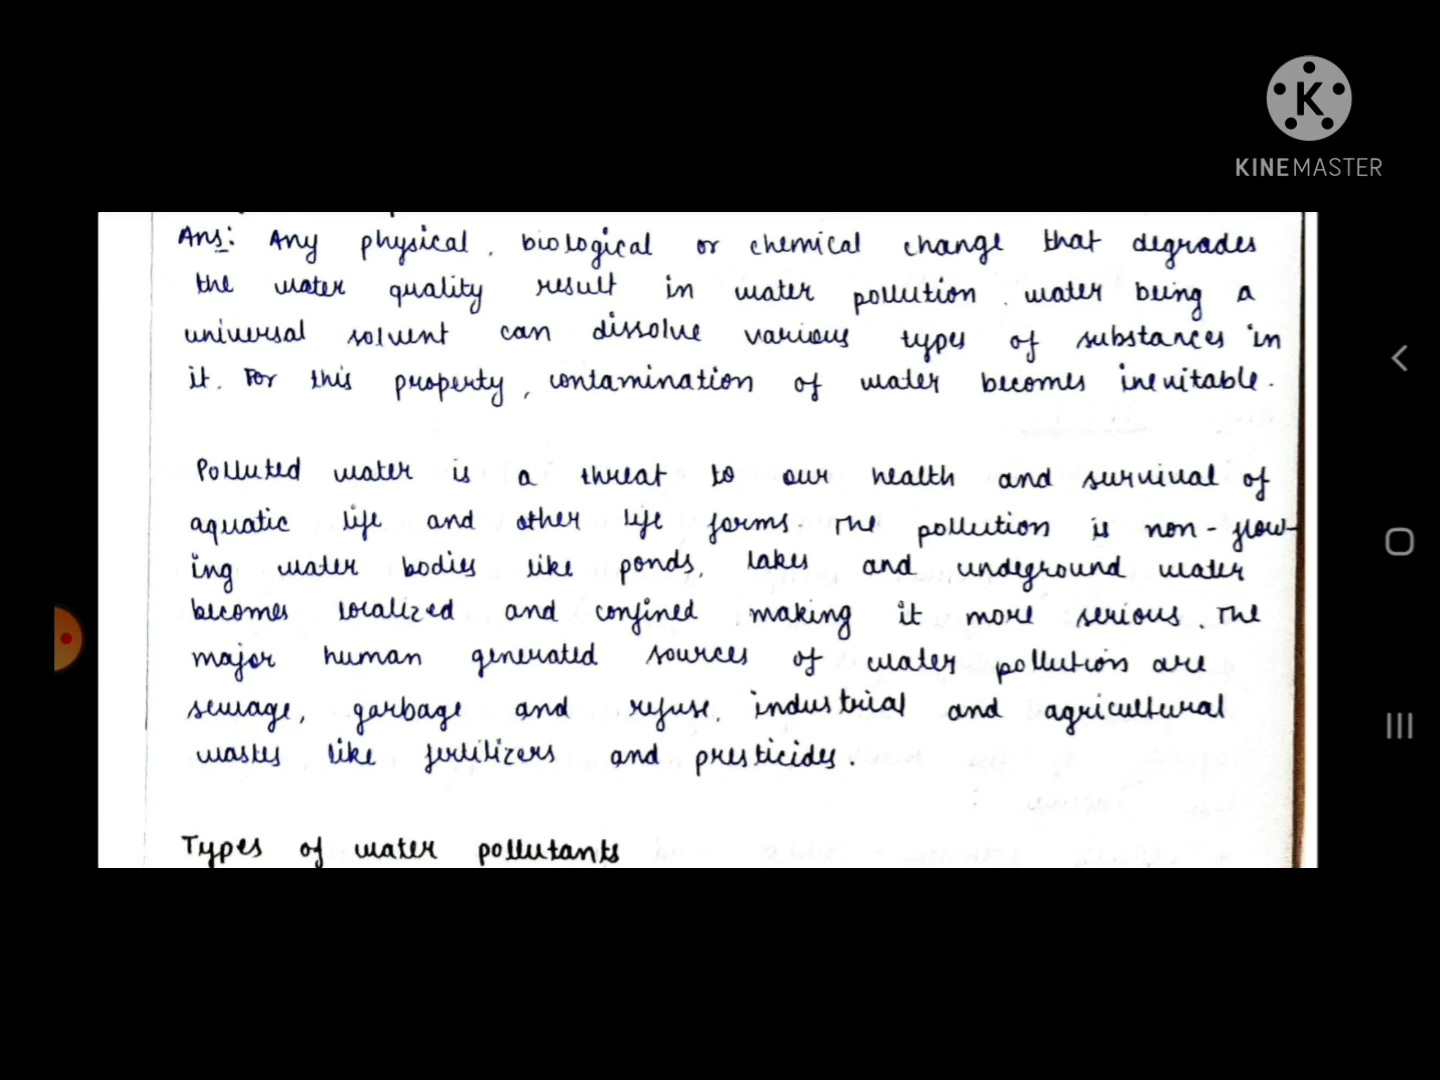 KINEMASTER
Ans: Any physical, biological or chemical change that degrades
the water quality result in water pollution. water being a
universal solvent can dissolve various types of substances in
it. For this property, contamination of water becomes inevitable.
Polluted water is a threat to our health and survival of
aquatic life and other life forms. The pollution is non-flow-
ing water bodies like ponds, lakes and undeground water
becomes localized and confined making it more serious. The
major human generated sources of water pollution are
sewage, garbage and refuse, industrial and agricultural
wastes like fertilizers and presticides.
Types of water pollutants